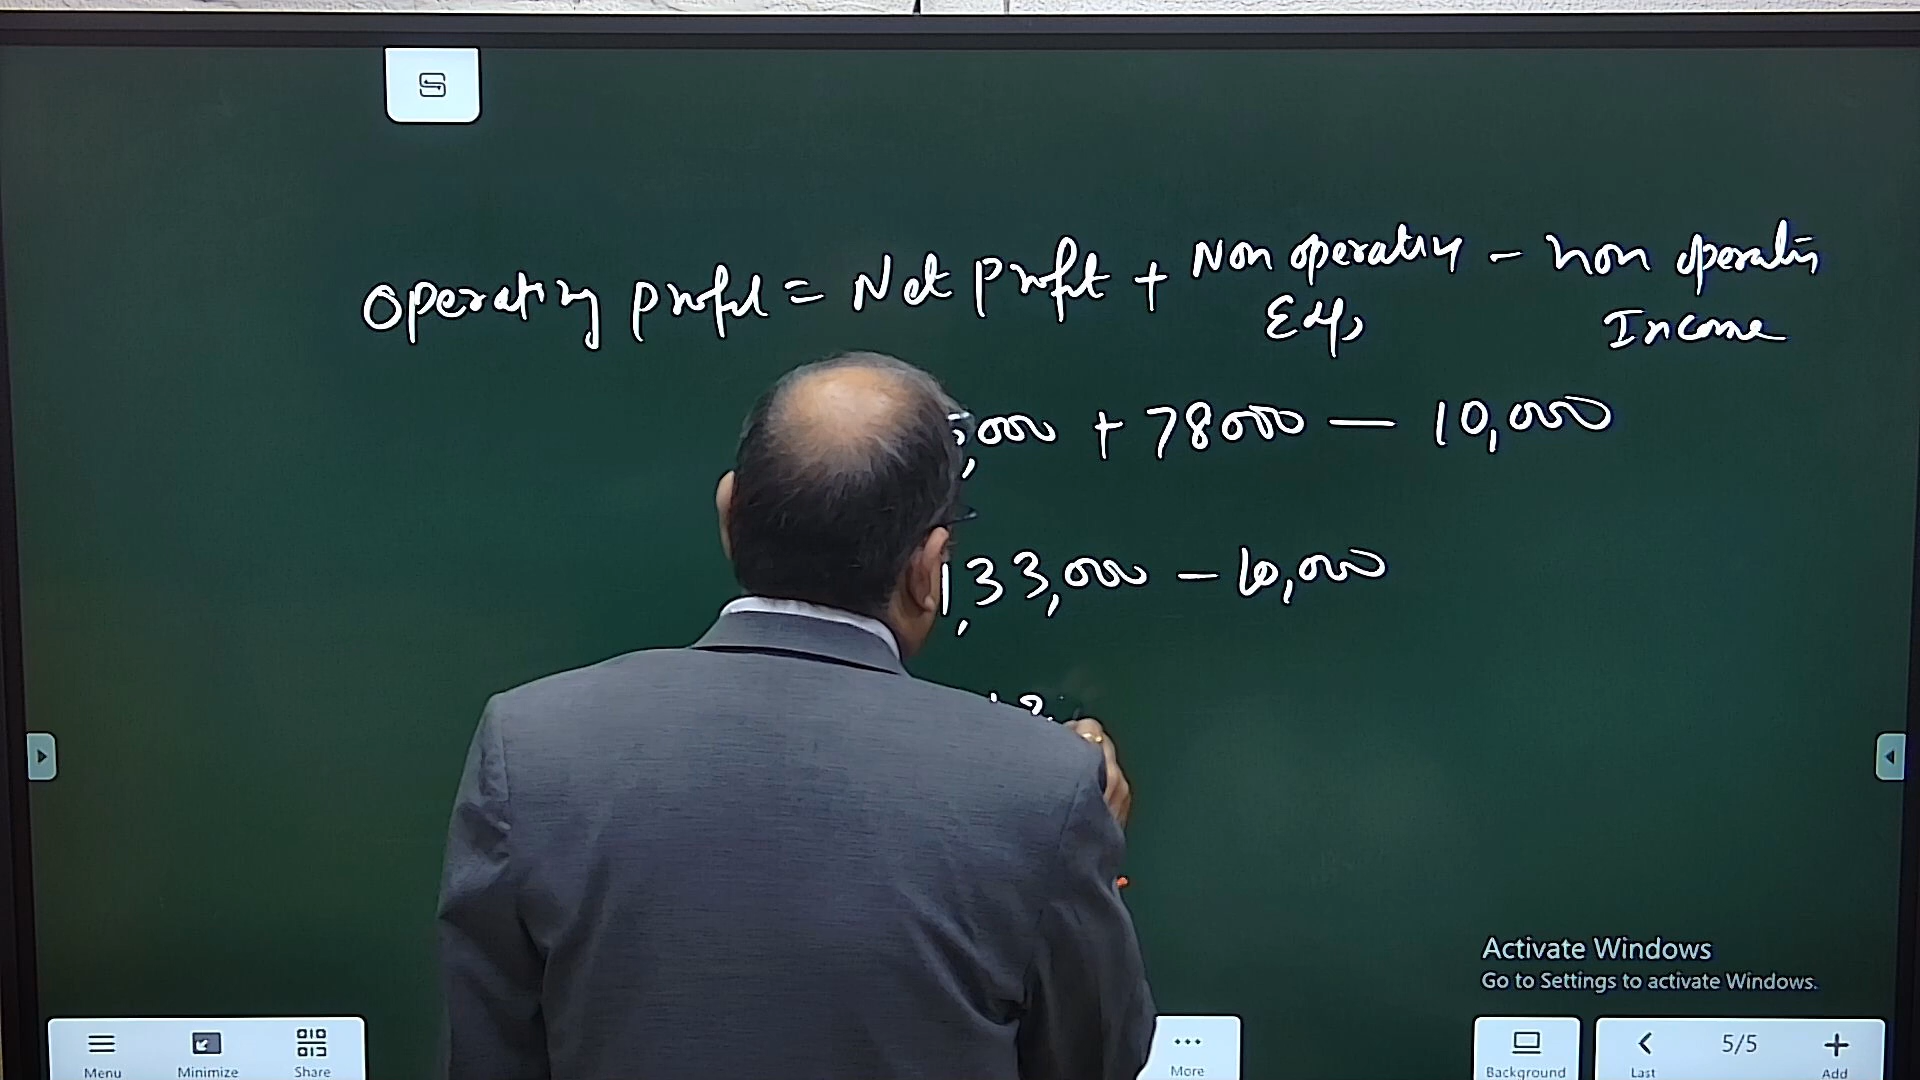 Operating profit = Net Profit + Non operating - Non operating
Exp Income
,000 + 78000 - 10,000
1,33,000 - 10,000
Activate Windows
Go to Settings to activate Windows.
Menu Minimize Share More Background Last 5/5 Add